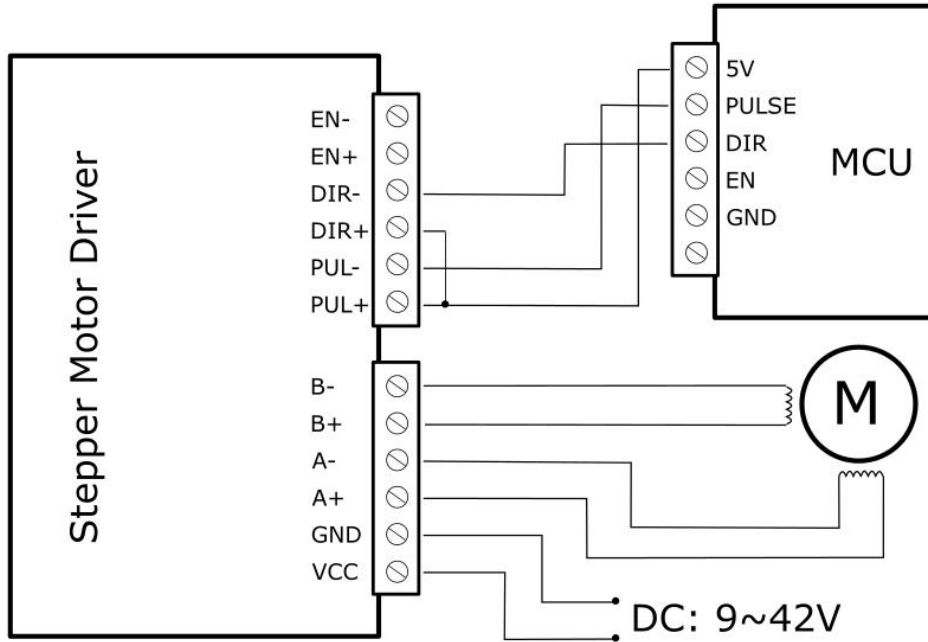 Stepper Motor Driver
EN-
EN+
DIR-
DIR+
PUL-
PUL+
B-
B+
A-
A+
GND
VCC
5V
PULSE
DIR
EN
GND
MCU
M
DC: 9~42V